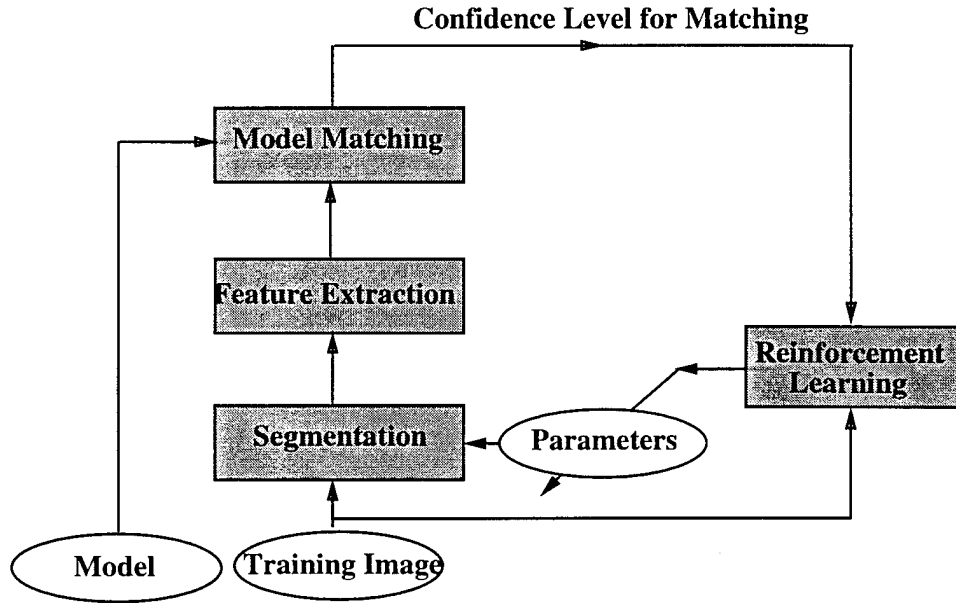 Confidence Level for Matching
Model Matching
Feature Extraction
Reinforcement
Learning
Segmentation
Parameters
Model
Training Image